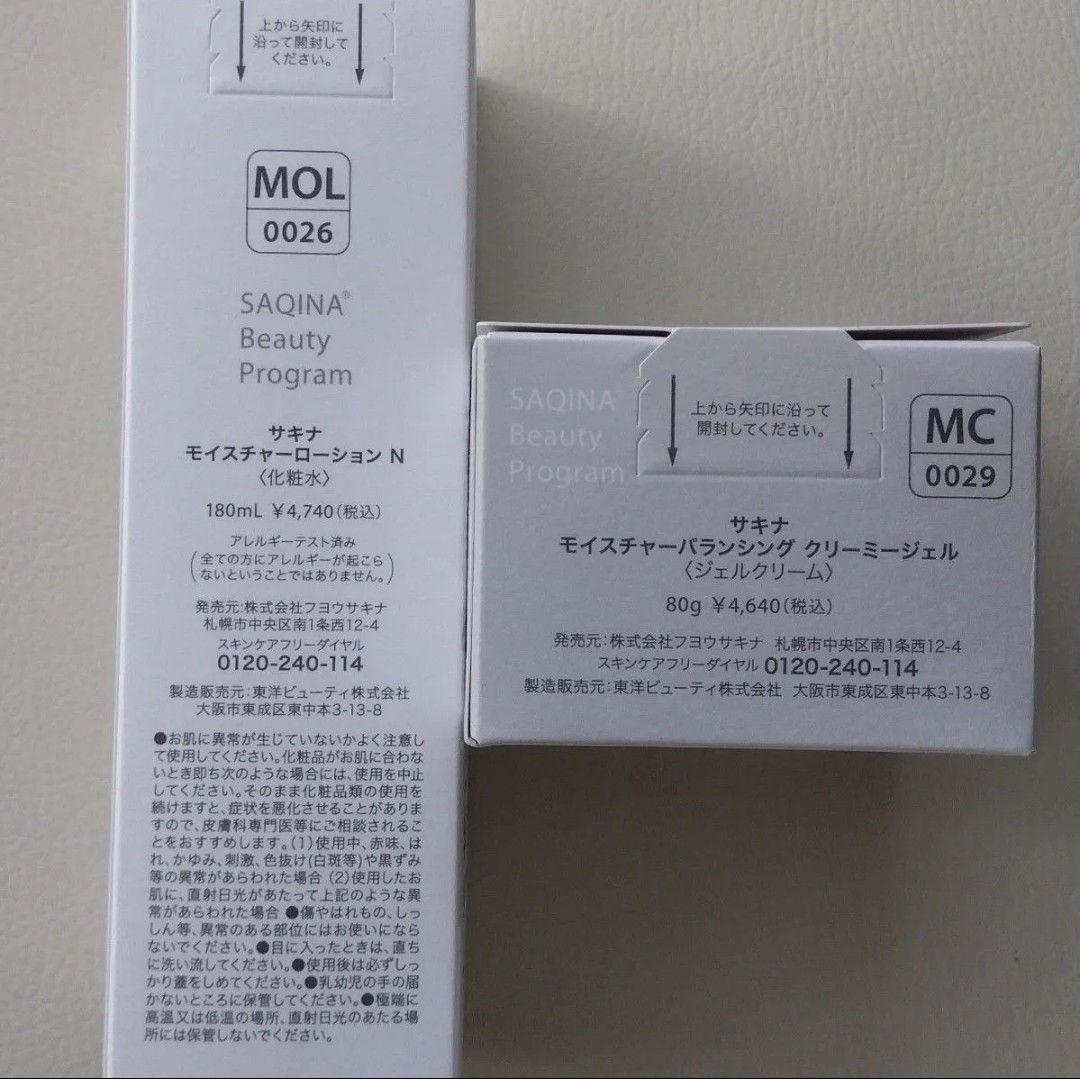 上から矢印に
沿って開封して
ください。
MOL
0026
SAQINA®
Beauty
Program
サキナ
モイスチャーローション N
〈化粧水〉
180mL ￥4,740(税込)
アレルギーテスト済み
(全ての方にアレルギーが起こら
ないということではありません。)
発売元:株式会社フヨウサキナ
札幌市中央区南1条西12-4
スキンケアフリーダイヤル
0120-240-114
製造販売元:東洋ビューティ株式会社
大阪市東成区東中本3-13-8
●お肌に異常が生じていないかよく注意し
て使用してください。化粧品がお肌に合わな
いとき即ち次のような場合には、使用を中止
してください。そのまま化粧品類の使用を
続けますと、症状を悪化させることがありま
すので、皮膚科専門医等にご相談されるこ
とをおすすめします。(1)使用中、赤味、は
れ、かゆみ、刺激、色抜け(白斑等)や黒ずみ
等の異常があらわれた場合 (2)使用したお
肌に、直射日光があたって上記のような異
常があらわれた場合 ●傷やはれもの、しっ
しん等、異常のある部位にはお使いになら
ないでください。●目に入ったときは、直ち
に洗い流してください。●使用後は必ずしっ
かり蓋をしめてください。●乳幼児の手の届
かないところに保管してください。●極端に
高温又は低温の場所、直射日光のあたる場
所には保管しないでください。
SAQINA
Beauty
Program
上から矢印に沿って
開封してください。
MC
0029
サキナ
モイスチャーバランシング クリーミージェル
〈ジェルクリーム〉
80g ￥4,640(税込)
発売元:株式会社フヨウサキナ 札幌市中央区南1条西12-4
スキンケアフリーダイヤル 0120-240-114
製造販売元:東洋ビューティ株式会社 大阪市東成区東中本3-13-8